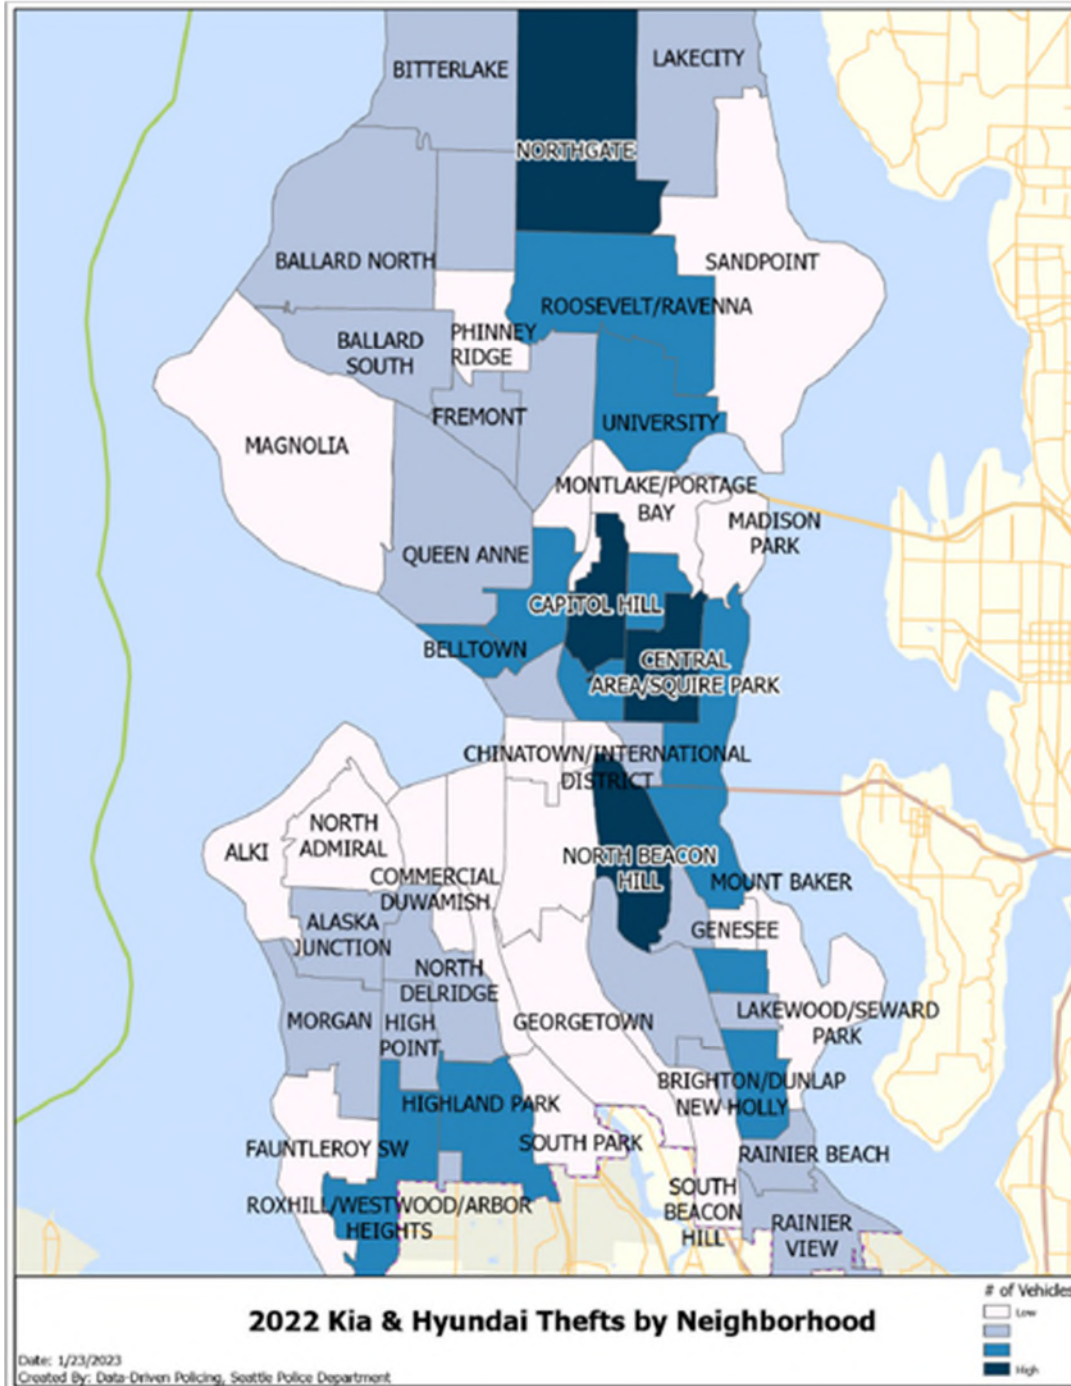 BITTERLAKE
LAKECITY
NORTHGATE
BALLARD NORTH
SANDPOINT
ROOSEVELT/RAVENNA
BALLARD
SOUTH
PHINNEY
RIDGE
FREMONT
UNIVERSITY
MAGNOLIA
MONTLAKE/PORTAGE
BAY
MADISON
PARK
QUEEN ANNE
CAPITOL HILL
BELLTOWN
CENTRAL
AREA/SQUIRE PARK
CHINATOWN/INTERNATIONAL
DISTRICT
ALKI
NORTH
ADMIRAL
COMMERCIAL
DUWAMISH
NORTH BEACON
HILL
MOUNT BAKER
ALASKA
JUNCTION
GENESEE
NORTH
DELRIDGE
MORGAN
HIGH
POINT
GEORGETOWN
LAKEWOOD/SEWARD
PARK
BRIGHTON/DUNLAP
NEW HOLLY
HIGHLAND PARK
SOUTH PARK
FAUNTLEROY SW
RAINIER BEACH
ROXHILL/WESTWOOD/ARBOR
HEIGHTS
SOUTH
BEACON
HILL
RAINIER
VIEW
2022 Kia & Hyundai Thefts by Neighborhood
# of Vehicles
Low
High
Date: 1/23/2023
Created By: Data-Driven Policing, Seattle Police Department